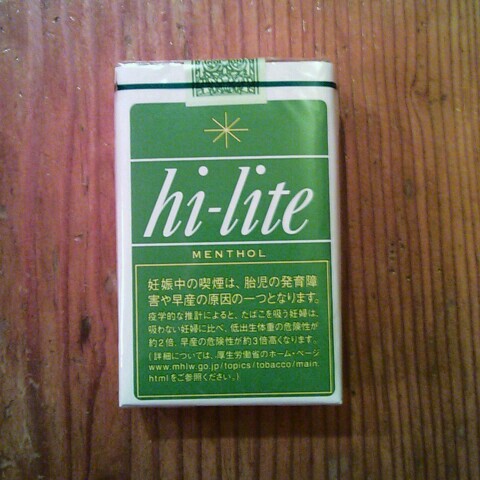 hi-lite
MENTHOL
妊娠中の喫煙は、胎児の発育障
害や早産の原因の一つとなります。
疫学的な推計によると、たばこを吸う妊婦は、
吸わない妊婦に比べ、低出生体重の危険性が
約2倍、早産の危険性が約3倍高くなります。
(詳細については、厚生労働省のホーム・ページ
www.mhlw.go.jp/topics/tobacco/main.
htmlをご参照ください。)